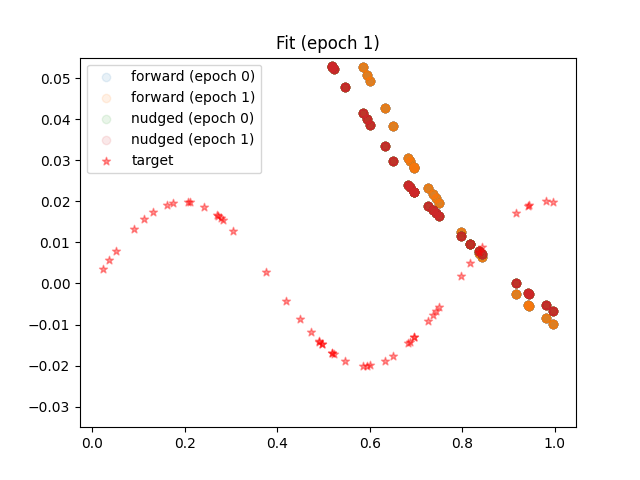 Fit (epoch 1)
forward (epoch 0)
forward (epoch 1)
nudged (epoch 0)
nudged (epoch 1)
target
0.05
0.04
0.03
0.02
0.01
0.00
−0.01
−0.02
−0.03
0.0 0.2 0.4 0.6 0.8 1.0